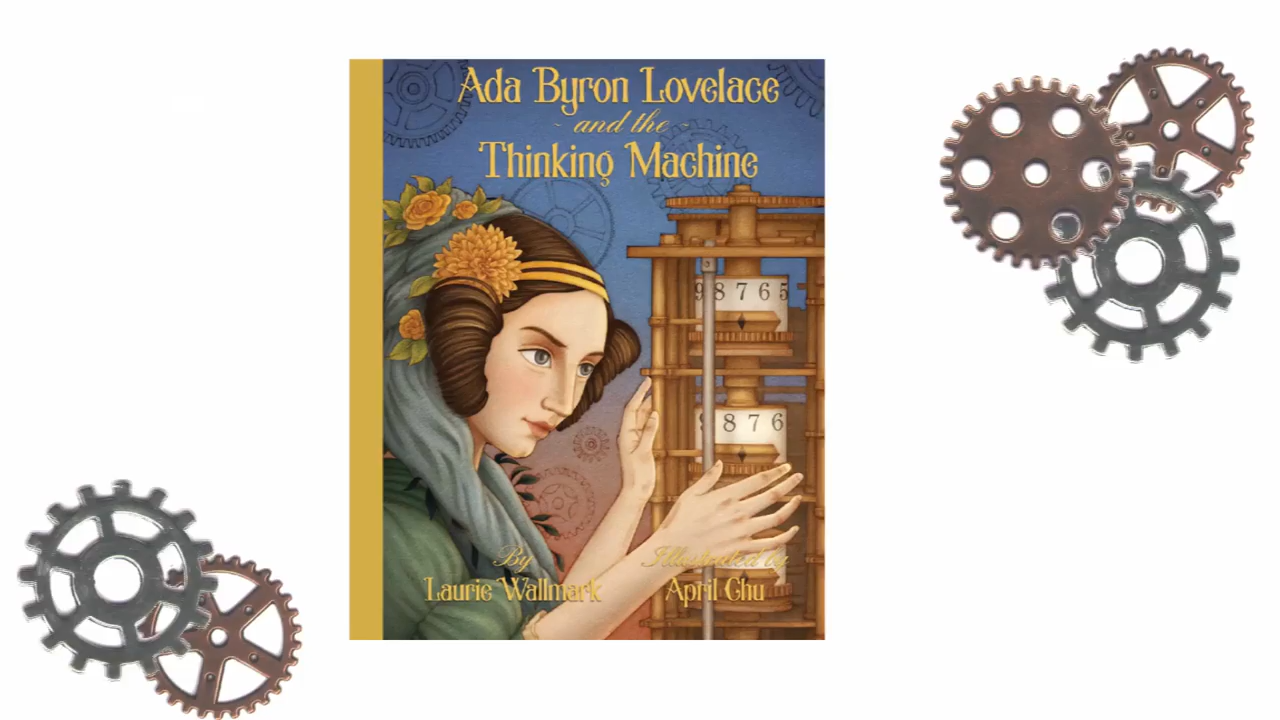 Ada Byron Lovelace
~ and the ~
Thinking Machine
98765
9876
By
Laurie Wallmark
Illustrated by
April Chu